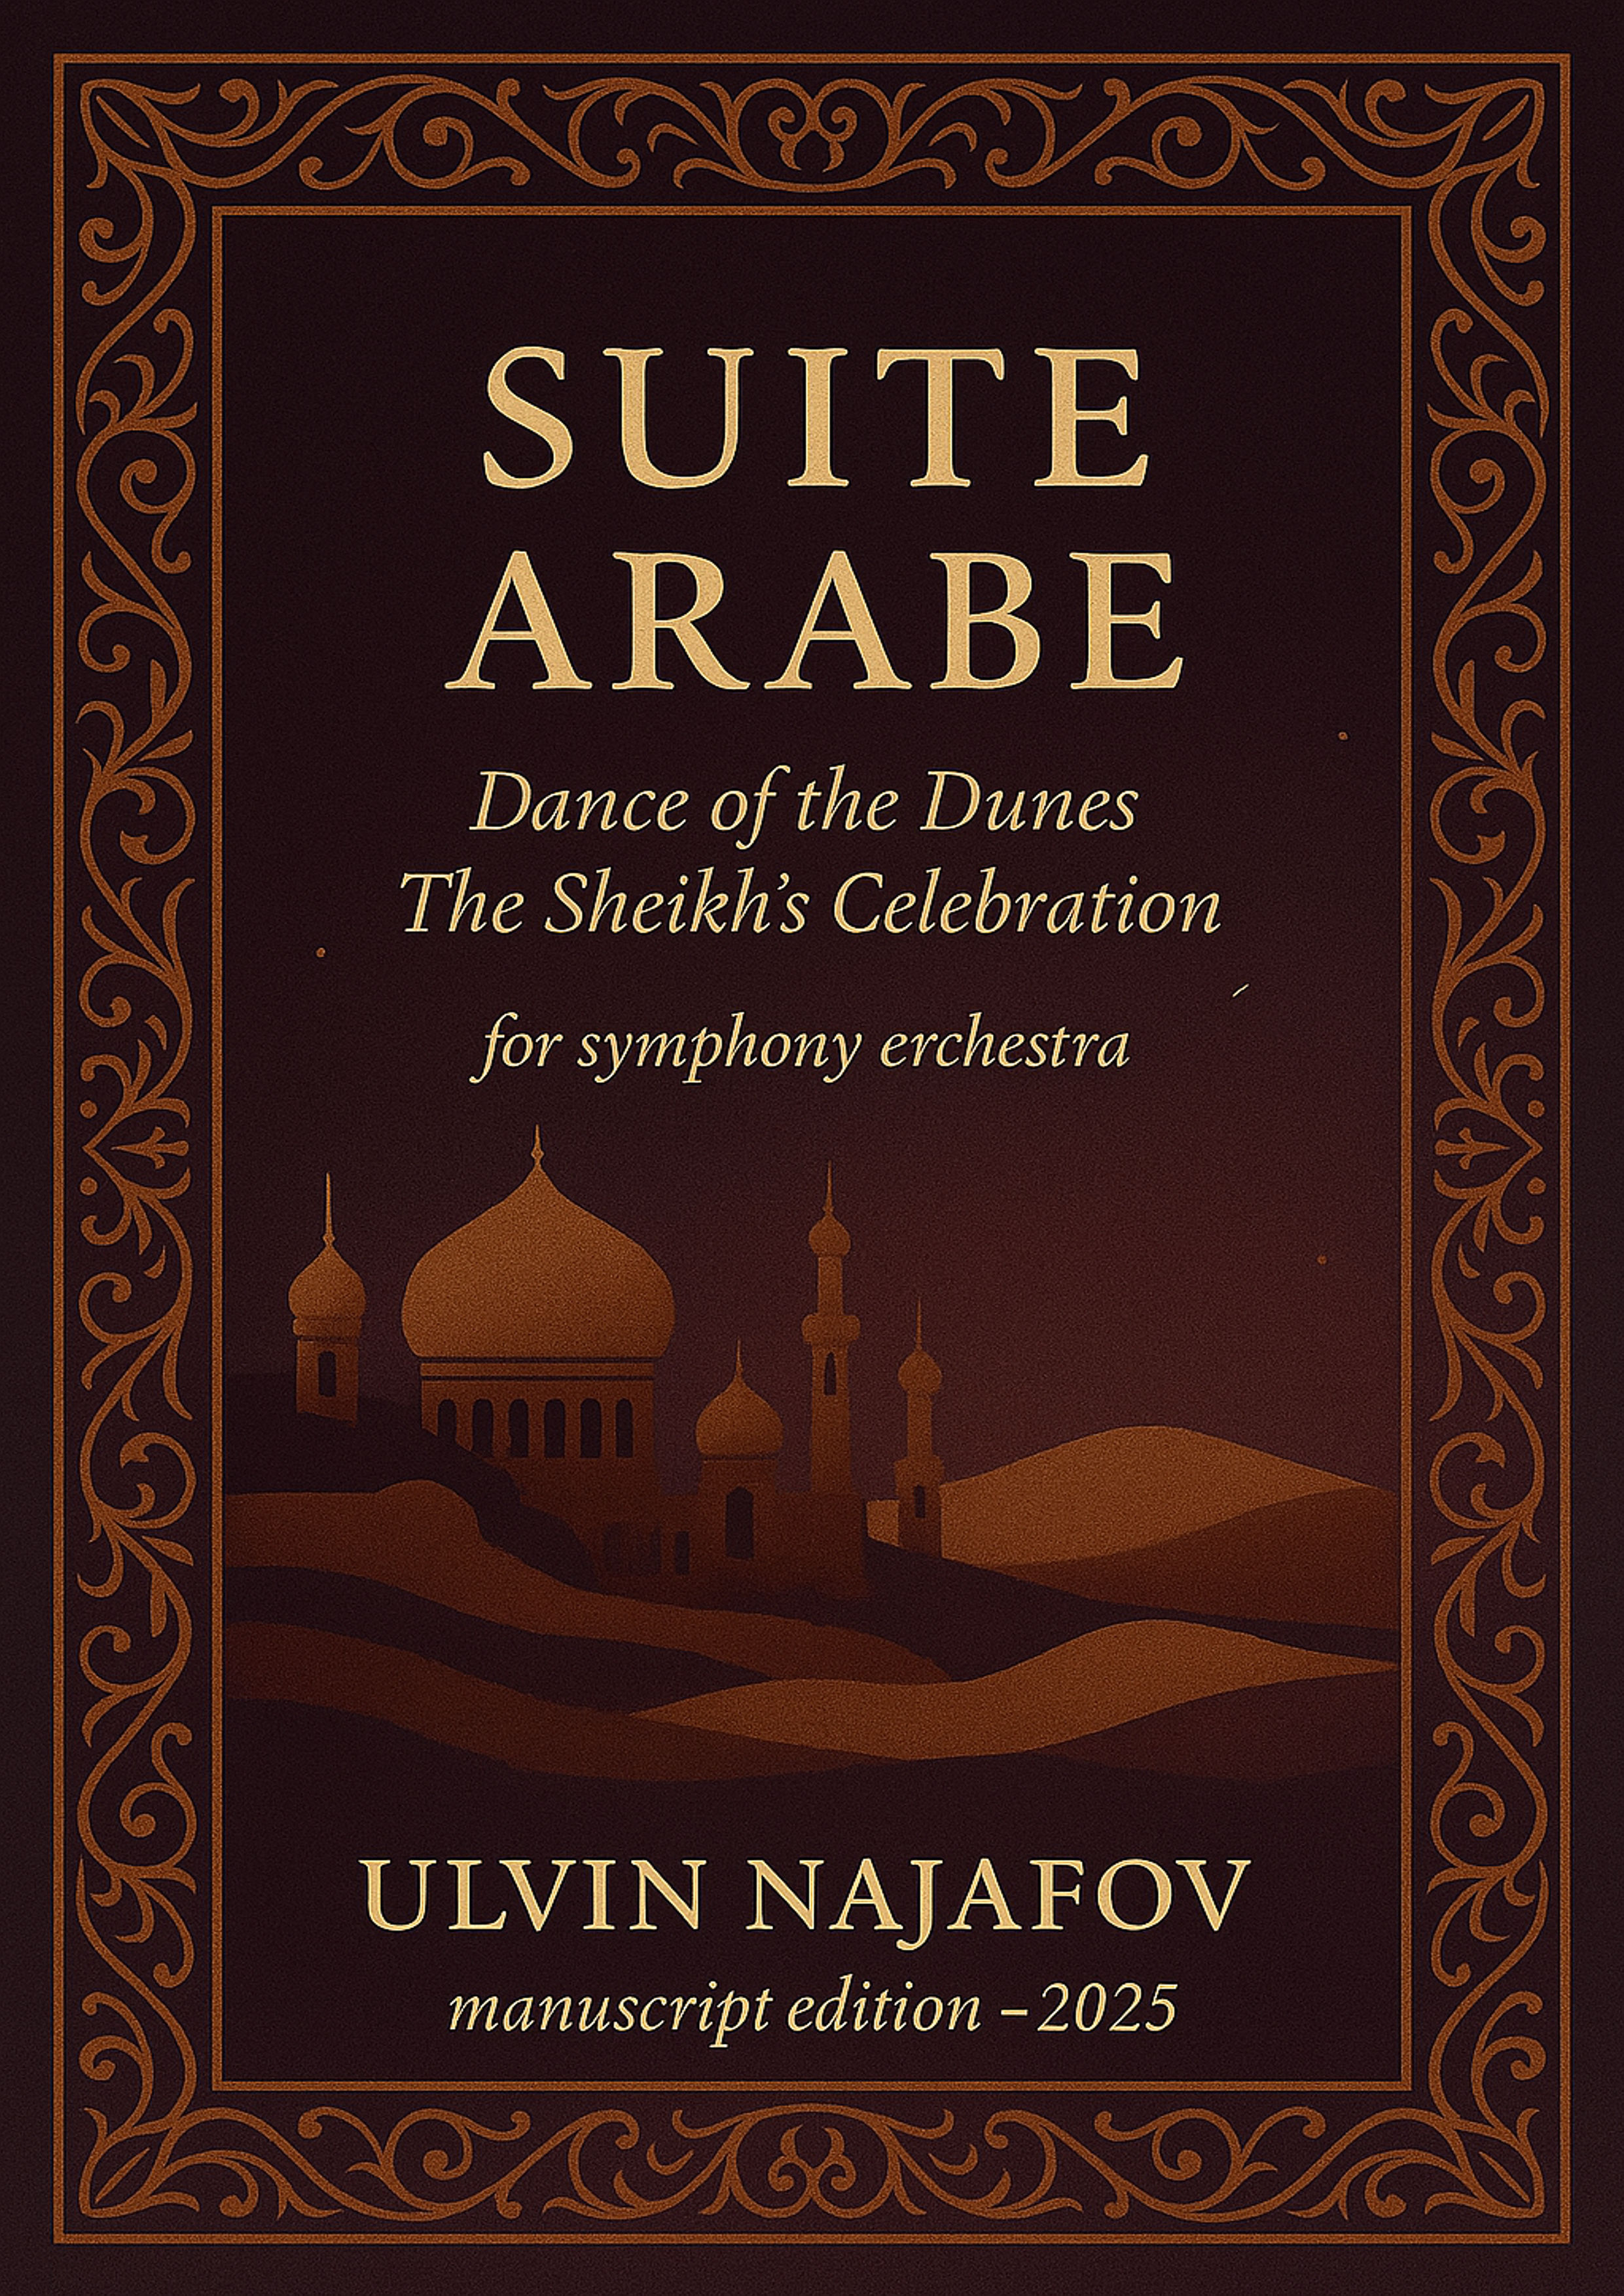 SUITE
ARABE
Dance of the Dunes
The Sheikh’s Celebration
for symphony erchestra
ULVIN NAJAFOV
manuscript edition – 2025